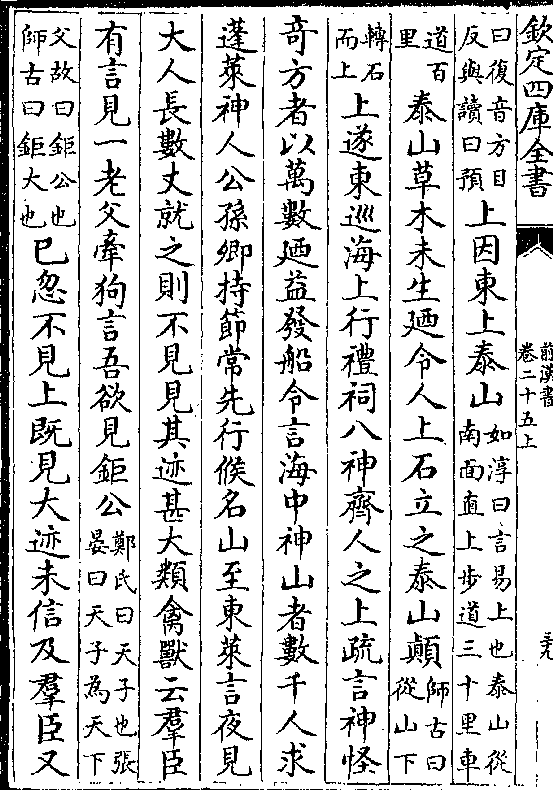 欽定四庫全書
前漢書
卷二十五上
曰復音方目反與讀曰預上因東上泰山如淳曰言易上也泰山從南面直上步道三十里車
道百里泰山草木未生廼令人上石立之泰山顛師古曰從山下
轉石而上上遂東巡海上行禮祠八神齊人之上疏言神怪
奇方者以萬數廼益發船令言海中神山者數千人求
蓬萊神人公孫卿持節常先行候名山至東萊言夜見
大人長數丈就之則不見見其迹甚大類禽獸云羣臣
有言見一老父牽狗言吾欲見鉅公鄭氏曰天子也張晏曰天子為天下
父故曰鉅公也師古曰鉅大也已忽不見上既見大迹未信及羣臣又